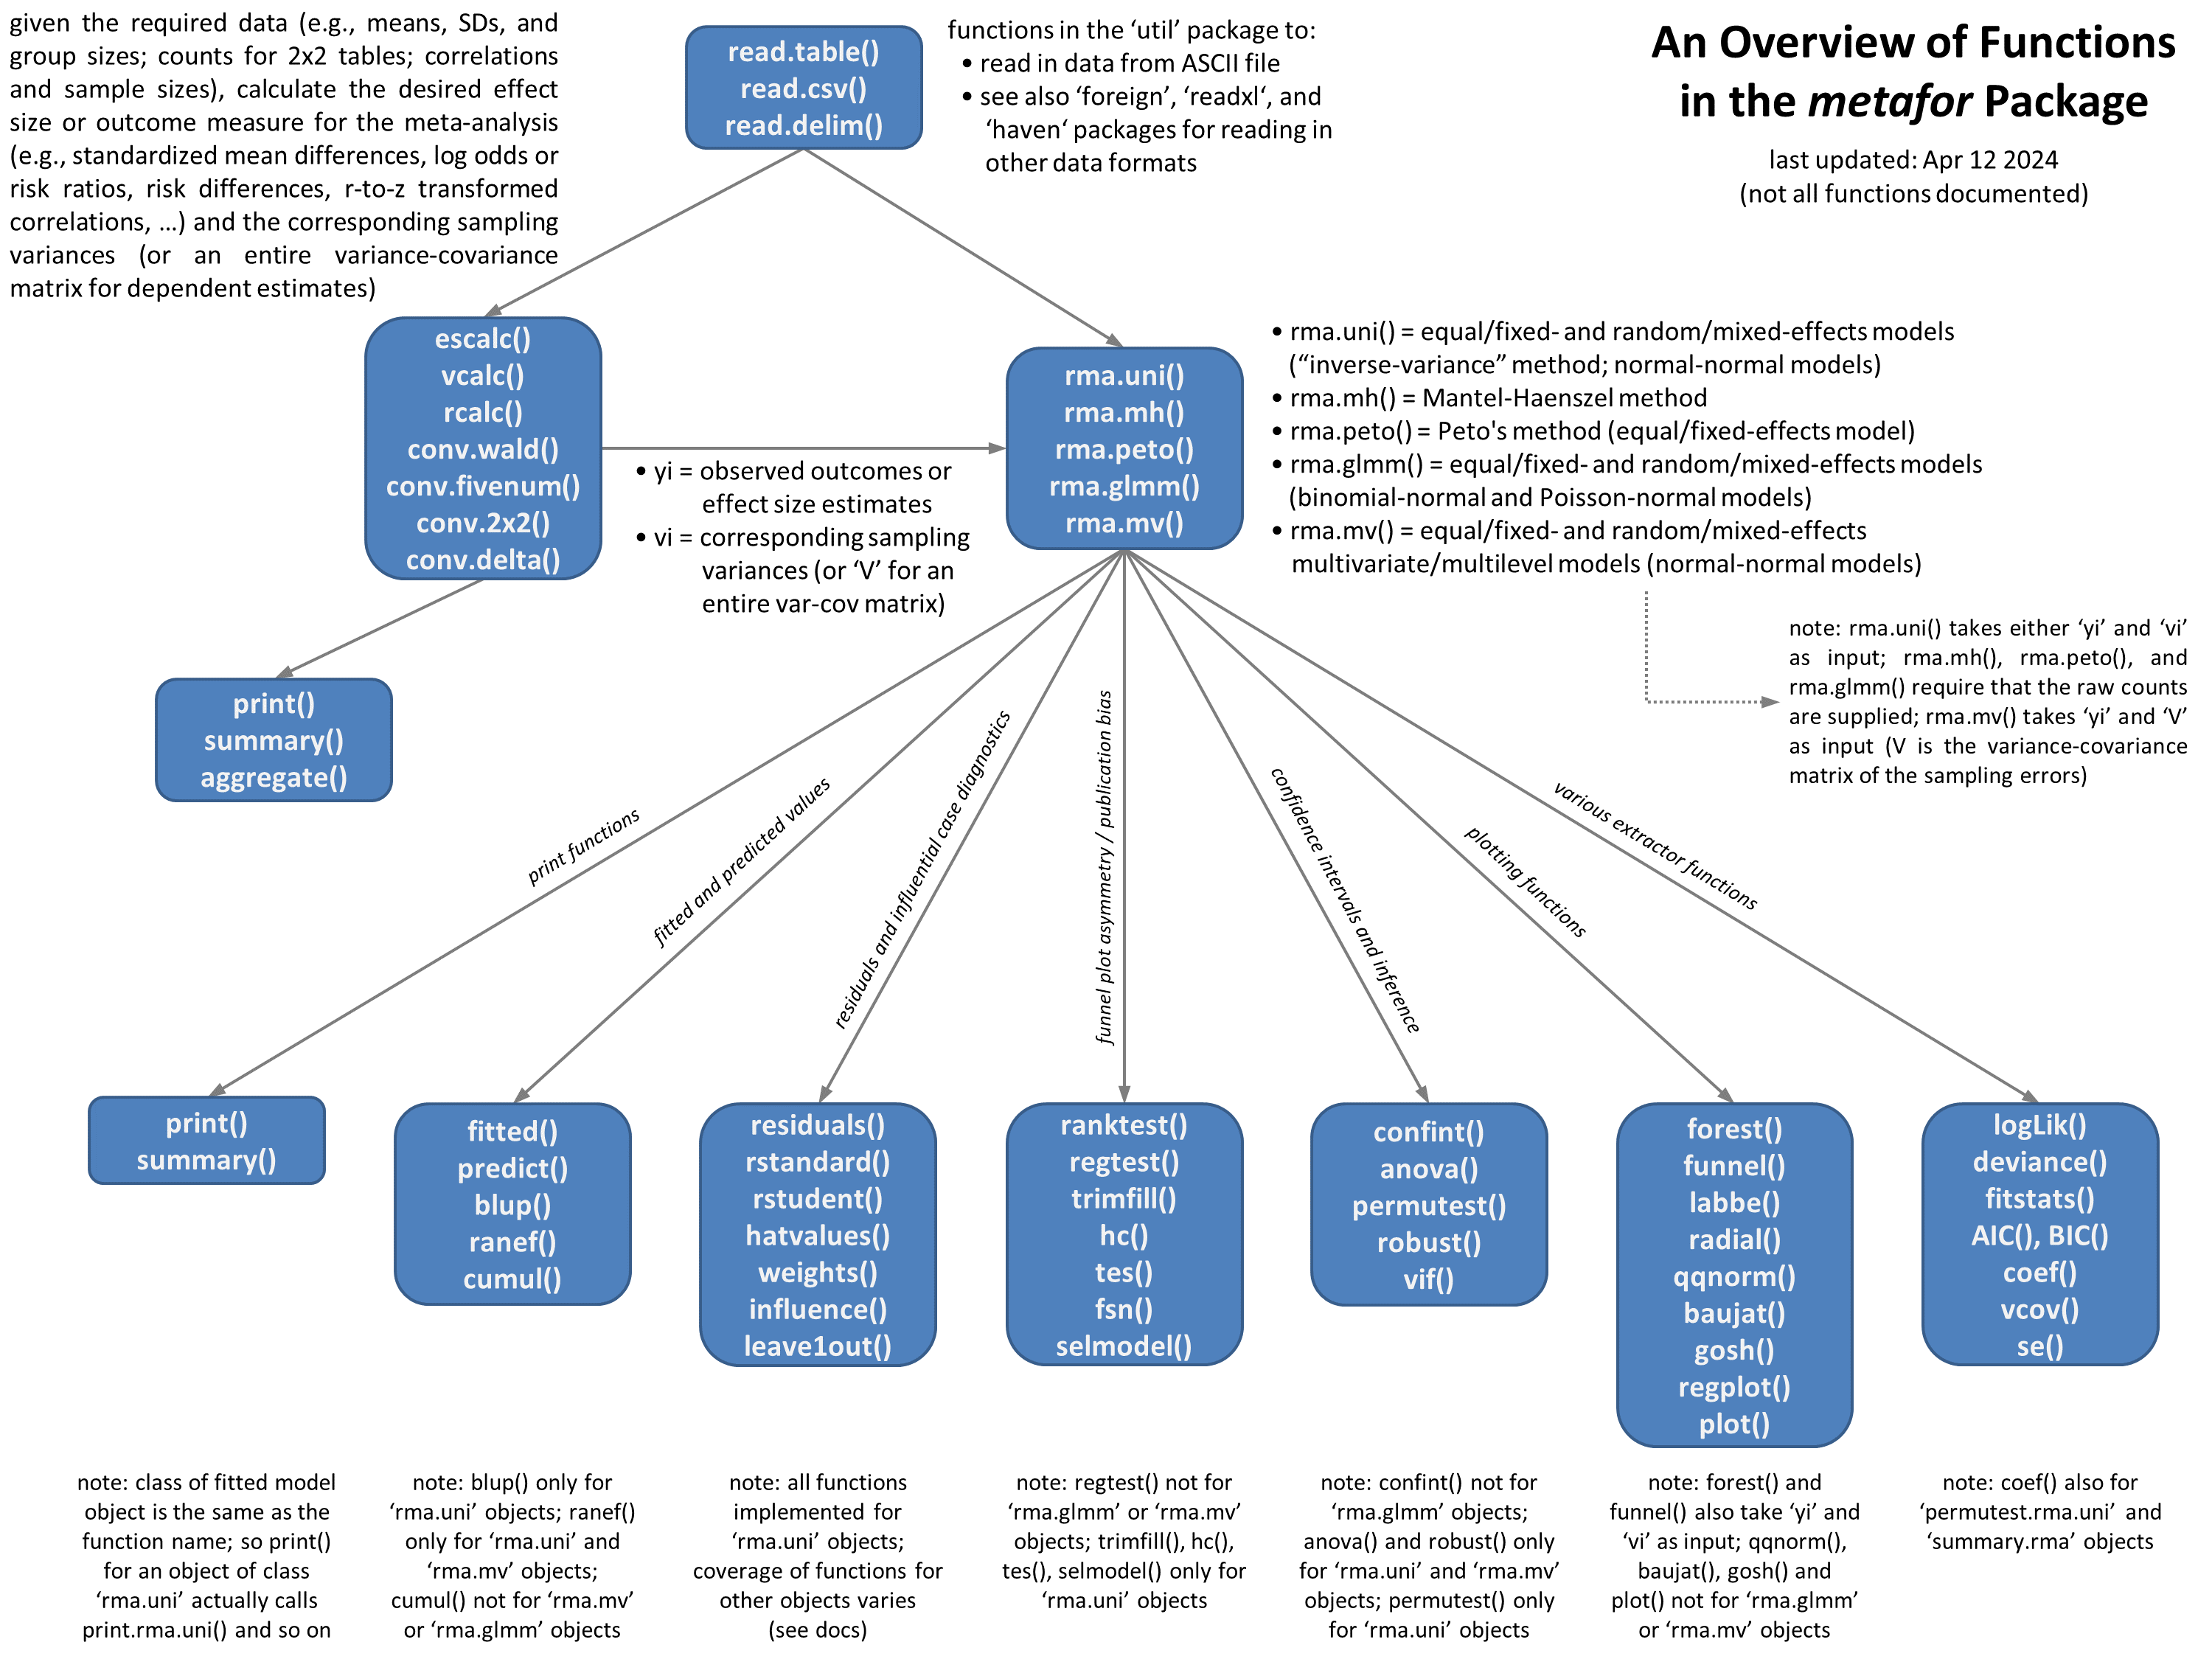 given the required data (e.g., means, SDs, and
group sizes; counts for 2x2 tables; correlations
and sample sizes), calculate the desired effect
size or outcome measure for the meta-analysis
(e.g., standardized mean differences, log odds or
risk ratios, risk differences, r-to-z transformed
correlations, …) and the corresponding sampling
variances (or an entire variance-covariance
matrix for dependent estimates)
read.table()
read.csv()
read.delim()
functions in the ‘util’ package to:
• read in data from ASCII file
• see also ‘foreign’, ‘readxl‘, and
‘haven‘ packages for reading in
other data formats
An Overview of Functions
in the metafor Package
last updated: Apr 12 2024
(not all functions documented)
escalc()
vcalc()
rcalc()
conv.wald()
conv.fivenum()
conv.2x2()
conv.delta()
• yi = observed outcomes or
effect size estimates
• vi = corresponding sampling
variances (or ‘V’ for an
entire var-cov matrix)
rma.uni()
rma.mh()
rma.peto()
rma.glmm()
rma.mv()
• rma.uni() = equal/fixed- and random/mixed-effects models
(“inverse-variance” method; normal-normal models)
• rma.mh() = Mantel-Haenszel method
• rma.peto() = Peto's method (equal/fixed-effects model)
• rma.glmm() = equal/fixed- and random/mixed-effects models
(binomial-normal and Poisson-normal models)
• rma.mv() = equal/fixed- and random/mixed-effects
multivariate/multilevel models (normal-normal models)
note: rma.uni() takes either ‘yi’ and ‘vi’
as input; rma.mh(), rma.peto(), and
rma.glmm() require that the raw counts
are supplied; rma.mv() takes ‘yi’ and ‘V’
as input (V is the variance-covariance
matrix of the sampling errors)
print()
summary()
aggregate()
print functions
fitted and predicted values
residuals and influential case diagnostics
funnel plot asymmetry / publication bias
confidence intervals and inference
plotting functions
various extractor functions
print()
summary()
fitted()
predict()
blup()
ranef()
cumul()
residuals()
rstandard()
rstudent()
hatvalues()
weights()
influence()
leave1out()
ranktest()
regtest()
trimfill()
hc()
tes()
fsn()
selmodel()
confint()
anova()
permutest()
robust()
vif()
forest()
funnel()
labbe()
radial()
qqnorm()
baujat()
gosh()
regplot()
plot()
logLik()
deviance()
fitstats()
AIC(), BIC()
coef()
vcov()
se()
note: class of fitted model
object is the same as the
function name; so print()
for an object of class
‘rma.uni’ actually calls
print.rma.uni() and so on
note: blup() only for
‘rma.uni’ objects; ranef()
only for ‘rma.uni’ and
‘rma.mv’ objects;
cumul() not for ‘rma.mv’
or ‘rma.glmm’ objects
note: all functions
implemented for
‘rma.uni’ objects;
coverage of functions for
other objects varies
(see docs)
note: regtest() not for
‘rma.glmm’ or ‘rma.mv’
objects; trimfill(), hc(),
tes(), selmodel() only for
‘rma.uni’ objects
note: confint() not for
‘rma.glmm’ objects;
anova() and robust() only
for ‘rma.uni’ and ‘rma.mv’
objects; permutest() only
for ‘rma.uni’ objects
note: forest() and
funnel() also take ‘yi’ and
‘vi’ as input; qqnorm(),
baujat(), gosh() and
plot() not for ‘rma.glmm’
or ‘rma.mv’ objects
note: coef() also for
‘permutest.rma.uni’ and
‘summary.rma’ objects